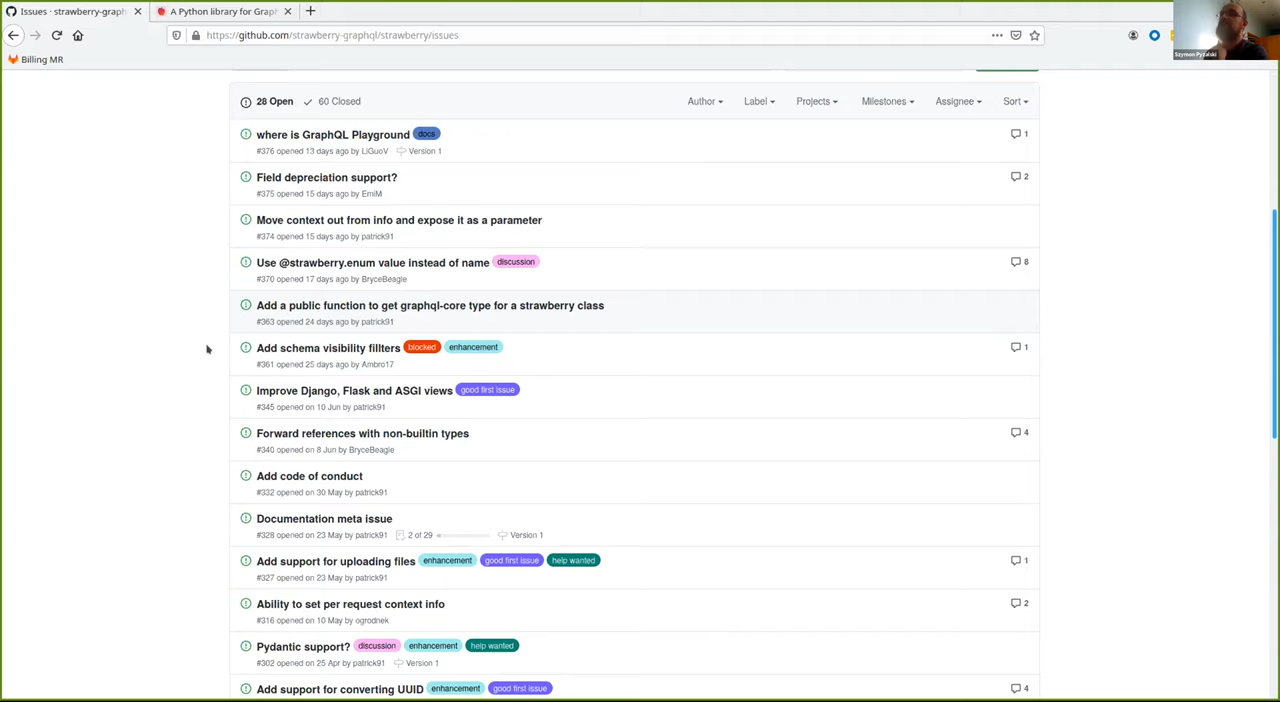 Issues · strawberry-graph
A Python library for Grap
https://github.com/strawberry-graphql/strawberry/issues
Szymon Pyżalski
Billing MR
28 Open
60 Closed
Author
Label
Projects
Milestones
Assignee
Sort
where is GraphQL Playground docs
1
#376 opened 13 days ago by LiGuoV Version 1
Field depreciation support?
2
#375 opened 15 days ago by ErniM
Move context out from info and expose it as a parameter
#374 opened 15 days ago by patrick91
Use @strawberry.enum value instead of name discussion
8
#370 opened 17 days ago by BryceBeagle
Add a public function to get graphql-core type for a strawberry class
#363 opened 24 days ago by patrick91
Add schema visibility fillters blocked enhancement
1
#361 opened 25 days ago by Ambro17
Improve Django, Flask and ASGI views good first issue
#345 opened on 10 Jun by patrick91
Forward references with non-builtin types
4
#340 opened on 8 Jun by BryceBeagle
Add code of conduct
#332 opened on 30 May by patrick91
Documentation meta issue
#328 opened on 23 May by patrick91 2 of 29 Version 1
Add support for uploading files enhancement good first issue help wanted
1
#327 opened on 23 May by patrick91
Ability to set per request context info
2
#316 opened on 10 May by ogrodnek
Pydantic support? discussion enhancement help wanted
#302 opened on 25 Apr by patrick91 Version 1
Add support for converting UUID enhancement good first issue
4